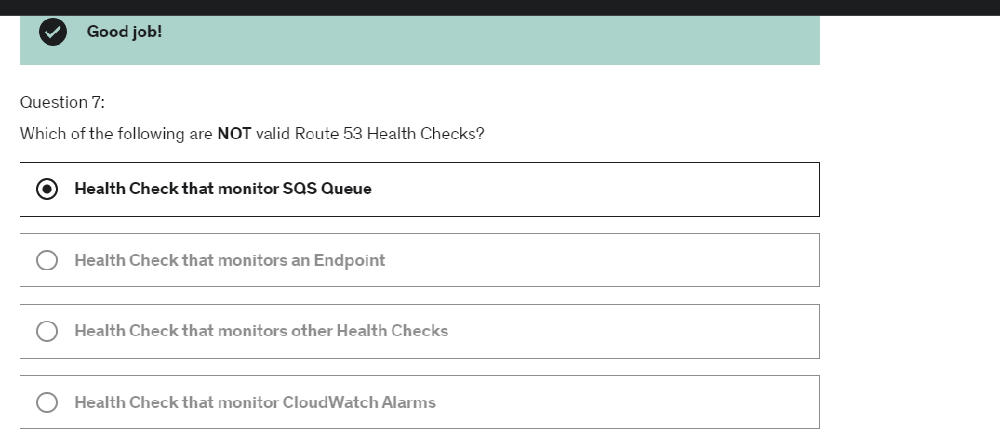 Good job!
Question 7:
Which of the following are NOT valid Route 53 Health Checks?
Health Check that monitor SQS Queue
Health Check that monitors an Endpoint
Health Check that monitors other Health Checks
Health Check that monitor CloudWatch Alarms